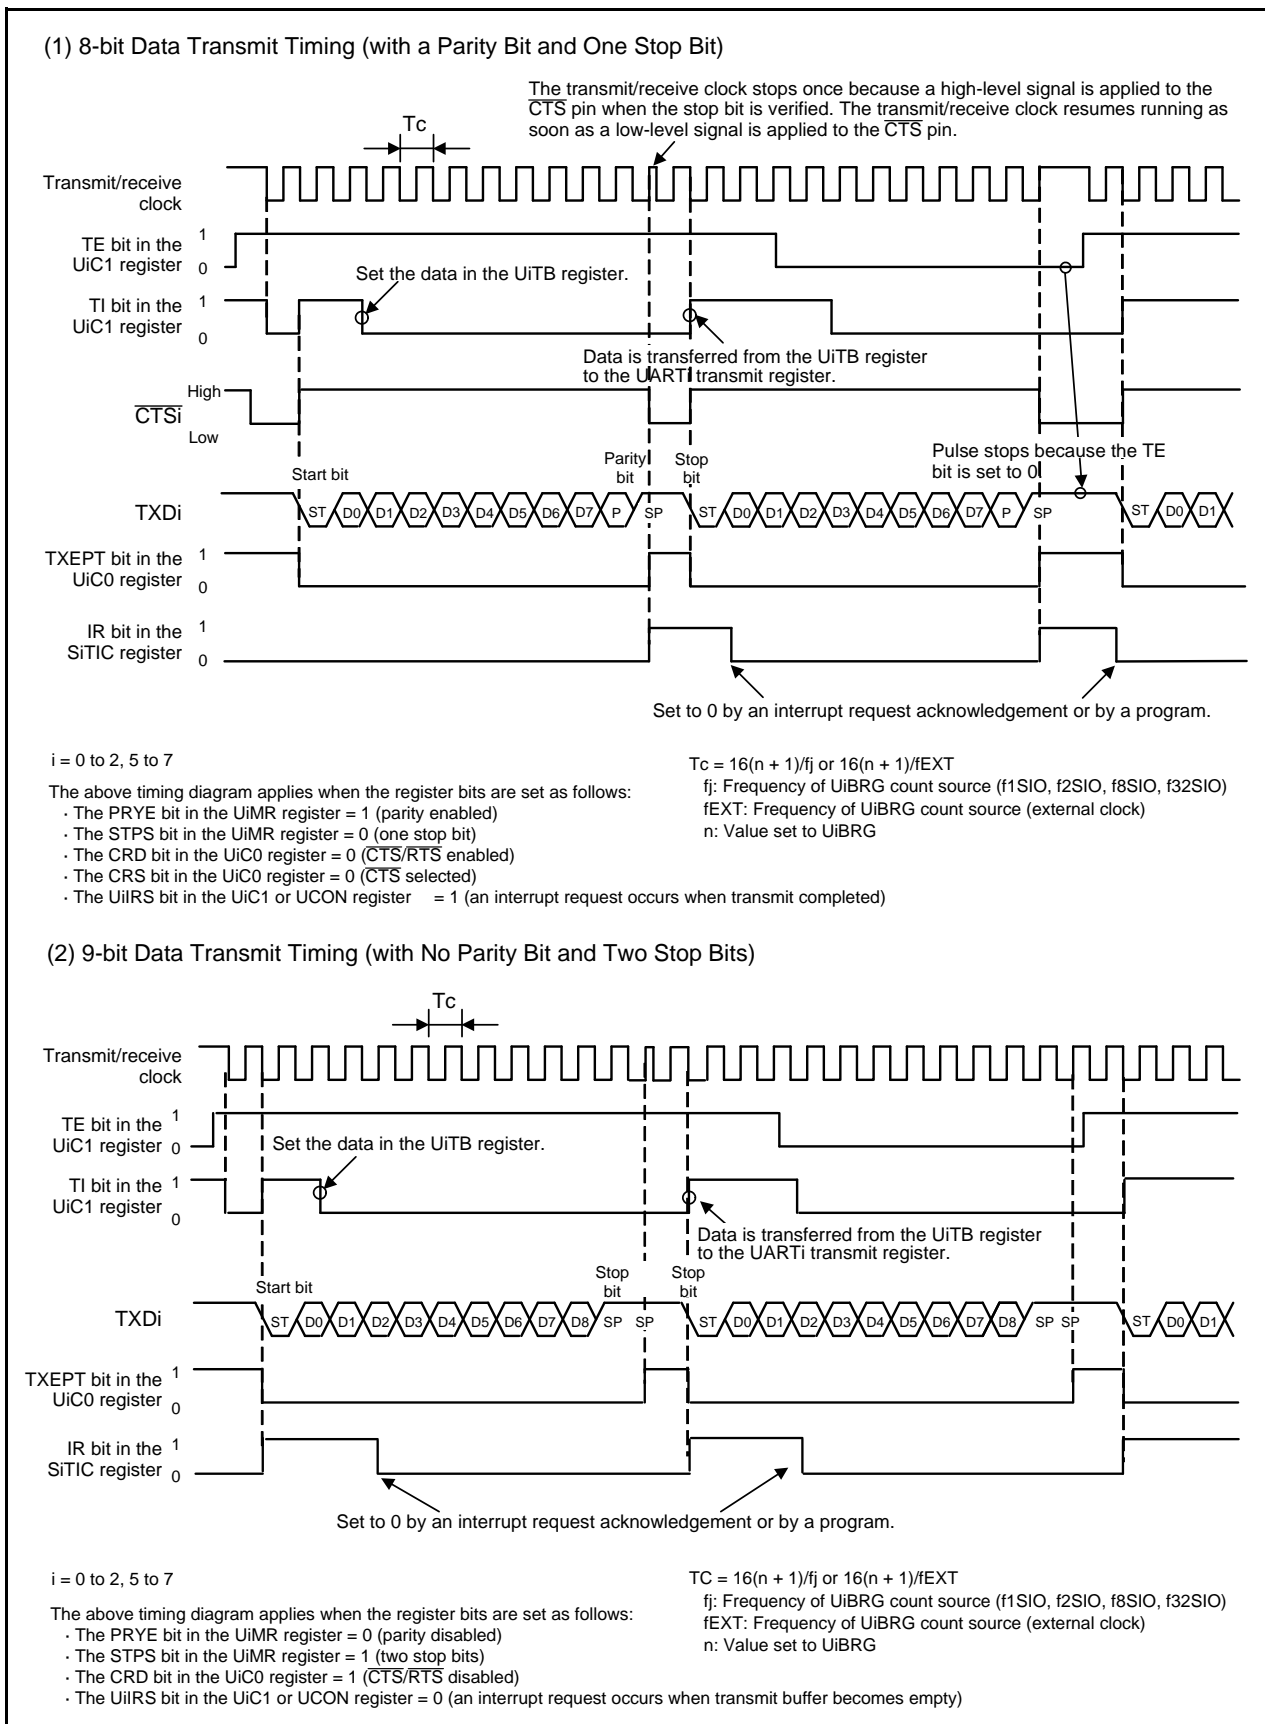 (1) 8-bit Data Transmit Timing (with a Parity Bit and One Stop Bit)
The transmit/receive clock stops once because a high-level signal is applied to the
CTS pin when the stop bit is verified. The transmit/receive clock resumes running as
soon as a low-level signal is applied to the CTS pin.
Tc
Transmit/receive
clock
TE bit in the
UiC1 register
1
0
Set the data in the UiTB register.
TI bit in the
UiC1 register
1
0
Data is transferred from the UiTB register
to the UARTi transmit register.
CTSi
High
Low
Pulse stops because the TE
bit is set to 0
Start bit
Parity
bit
Stop
bit
TXDi
ST D0 D1 D2 D3 D4 D5 D6 D7 P SP ST D0 D1 D2 D3 D4 D5 D6 D7 P SP ST D0 D1
TXEPT bit in the
UiC0 register
1
0
IR bit in the
SiTIC register
1
0
Set to 0 by an interrupt request acknowledgement or by a program.
i = 0 to 2, 5 to 7
The above timing diagram applies when the register bits are set as follows:
· The PRYE bit in the UiMR register = 1 (parity enabled)
· The STPS bit in the UiMR register = 0 (one stop bit)
· The CRD bit in the UiC0 register = 0 (CTS/RTS enabled)
· The CRS bit in the UiC0 register = 0 (CTS selected)
· The UiIRS bit in the UiC1 or UCON register = 1 (an interrupt request occurs when transmit completed)
Tc = 16(n + 1)/fj or 16(n + 1)/fEXT
fj: Frequency of UiBRG count source (f1SIO, f2SIO, f8SIO, f32SIO)
fEXT: Frequency of UiBRG count source (external clock)
n: Value set to UiBRG
(2) 9-bit Data Transmit Timing (with No Parity Bit and Two Stop Bits)
Tc
Transmit/receive
clock
TE bit in the
UiC1 register
1
0
Set the data in the UiTB register.
TI bit in the
UiC1 register
1
0
Data is transferred from the UiTB register
to the UARTi transmit register.
Start bit
Stop
bit
Stop
bit
TXDi
ST D0 D1 D2 D3 D4 D5 D6 D7 D8 SP SP ST D0 D1 D2 D3 D4 D5 D6 D7 D8 SP SP ST D0 D1
TXEPT bit in the
UiC0 register
1
0
IR bit in the
SiTIC register
1
0
Set to 0 by an interrupt request acknowledgement or by a program.
i = 0 to 2, 5 to 7
The above timing diagram applies when the register bits are set as follows:
· The PRYE bit in the UiMR register = 0 (parity disabled)
· The STPS bit in the UiMR register = 1 (two stop bits)
· The CRD bit in the UiC0 register = 1 (CTS/RTS disabled)
· The UiIRS bit in the UiC1 or UCON register = 0 (an interrupt request occurs when transmit buffer becomes empty)
TC = 16(n + 1)/fj or 16(n + 1)/fEXT
fj: Frequency of UiBRG count source (f1SIO, f2SIO, f8SIO, f32SIO)
fEXT: Frequency of UiBRG count source (external clock)
n: Value set to UiBRG